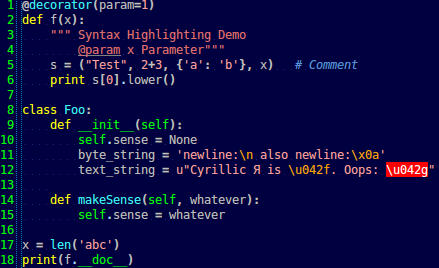 1 @decorator(param=1)
2 def f(x):
3     """ Syntax Highlighting Demo
4         @param x Parameter"""
5     s = ("Test", 2+3, {'a': 'b'}, x)   # Comment
6     print s[0].lower()
7
8 class Foo:
9     def __init__(self):
10         self.sense = None
11         byte_string = 'newline:\n also newline:\x0a'
12         text_string = u"Cyrillic Я is \u042f. Oops: \u042g"
13
14     def makeSense(self, whatever):
15         self.sense = whatever
16
17 x = len('abc')
18 print(f.__doc__)